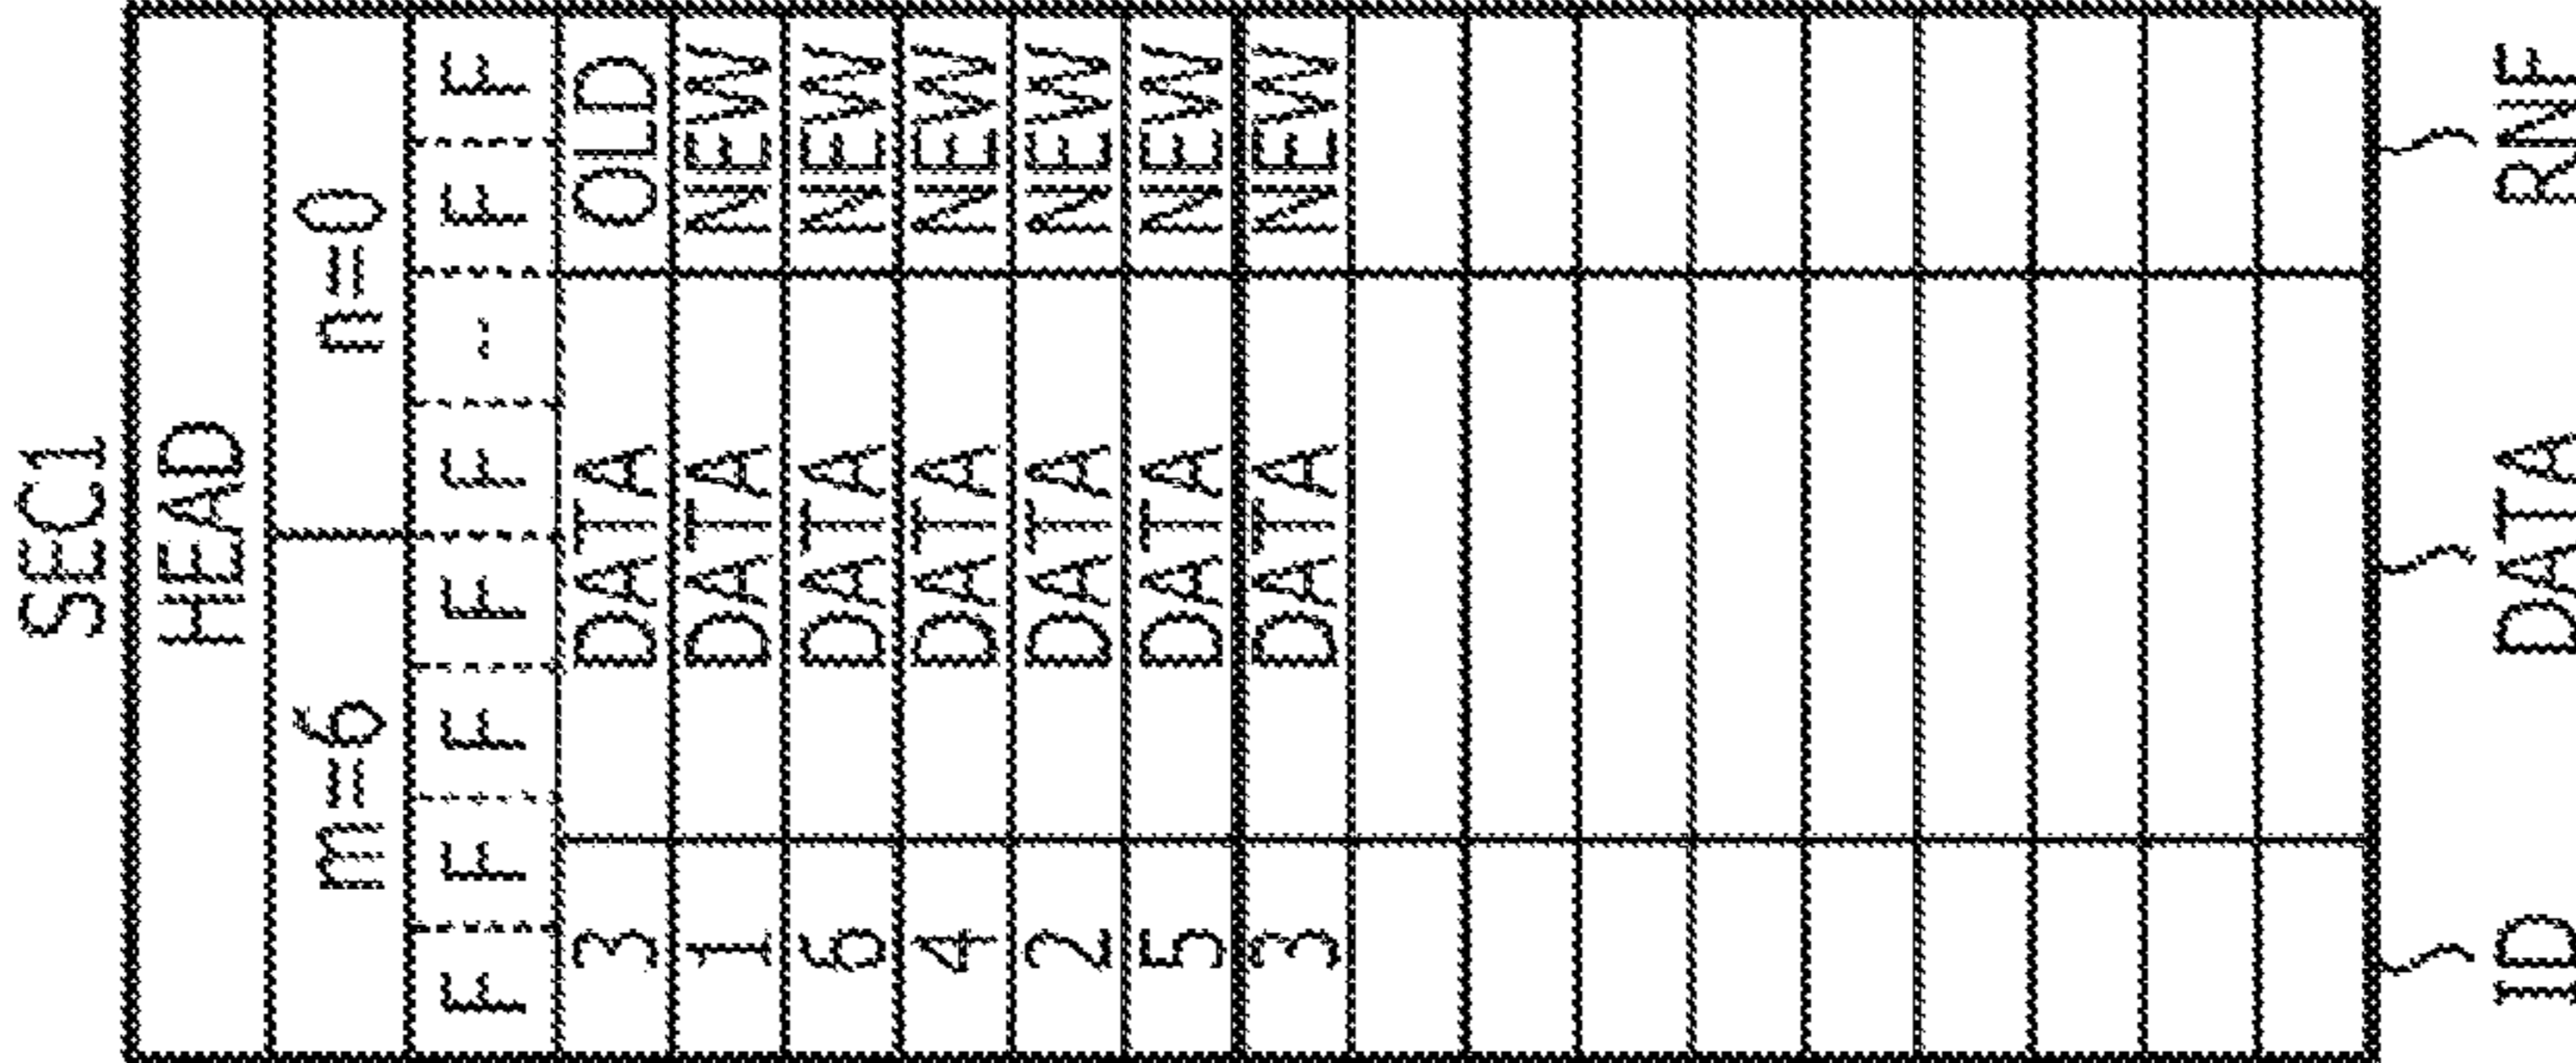 SEC1
HEAD
m=6 n=0
F F F F F -- F F
3 DATA OLD
1 DATA NEW
6 DATA NEW
4 DATA NEW
2 DATA NEW
5 DATA NEW
3 DATA NEW
ID DATA RNF